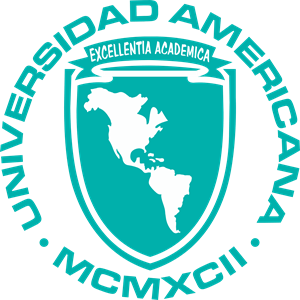 UNIVERSIDAD AMERICANA
EXCELLENTIA ACADEMICA
· MCMXCII ·